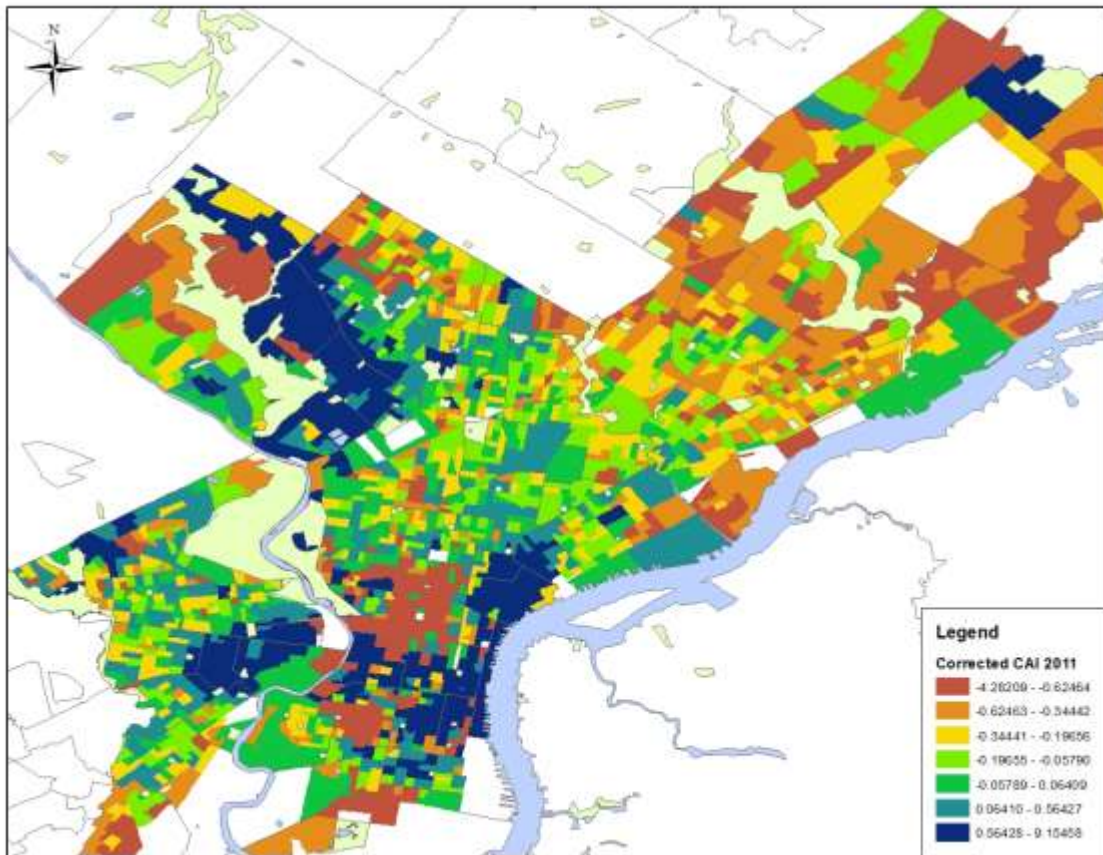 N
Legend
Corrected CAI 2011
-4.28209 - -0.62464
-0.62463 - -0.34442
-0.34441 - -0.19656
-0.19655 - -0.05790
-0.05789 - 0.06409
0.06410 - 0.56427
0.56428 - 9.15458